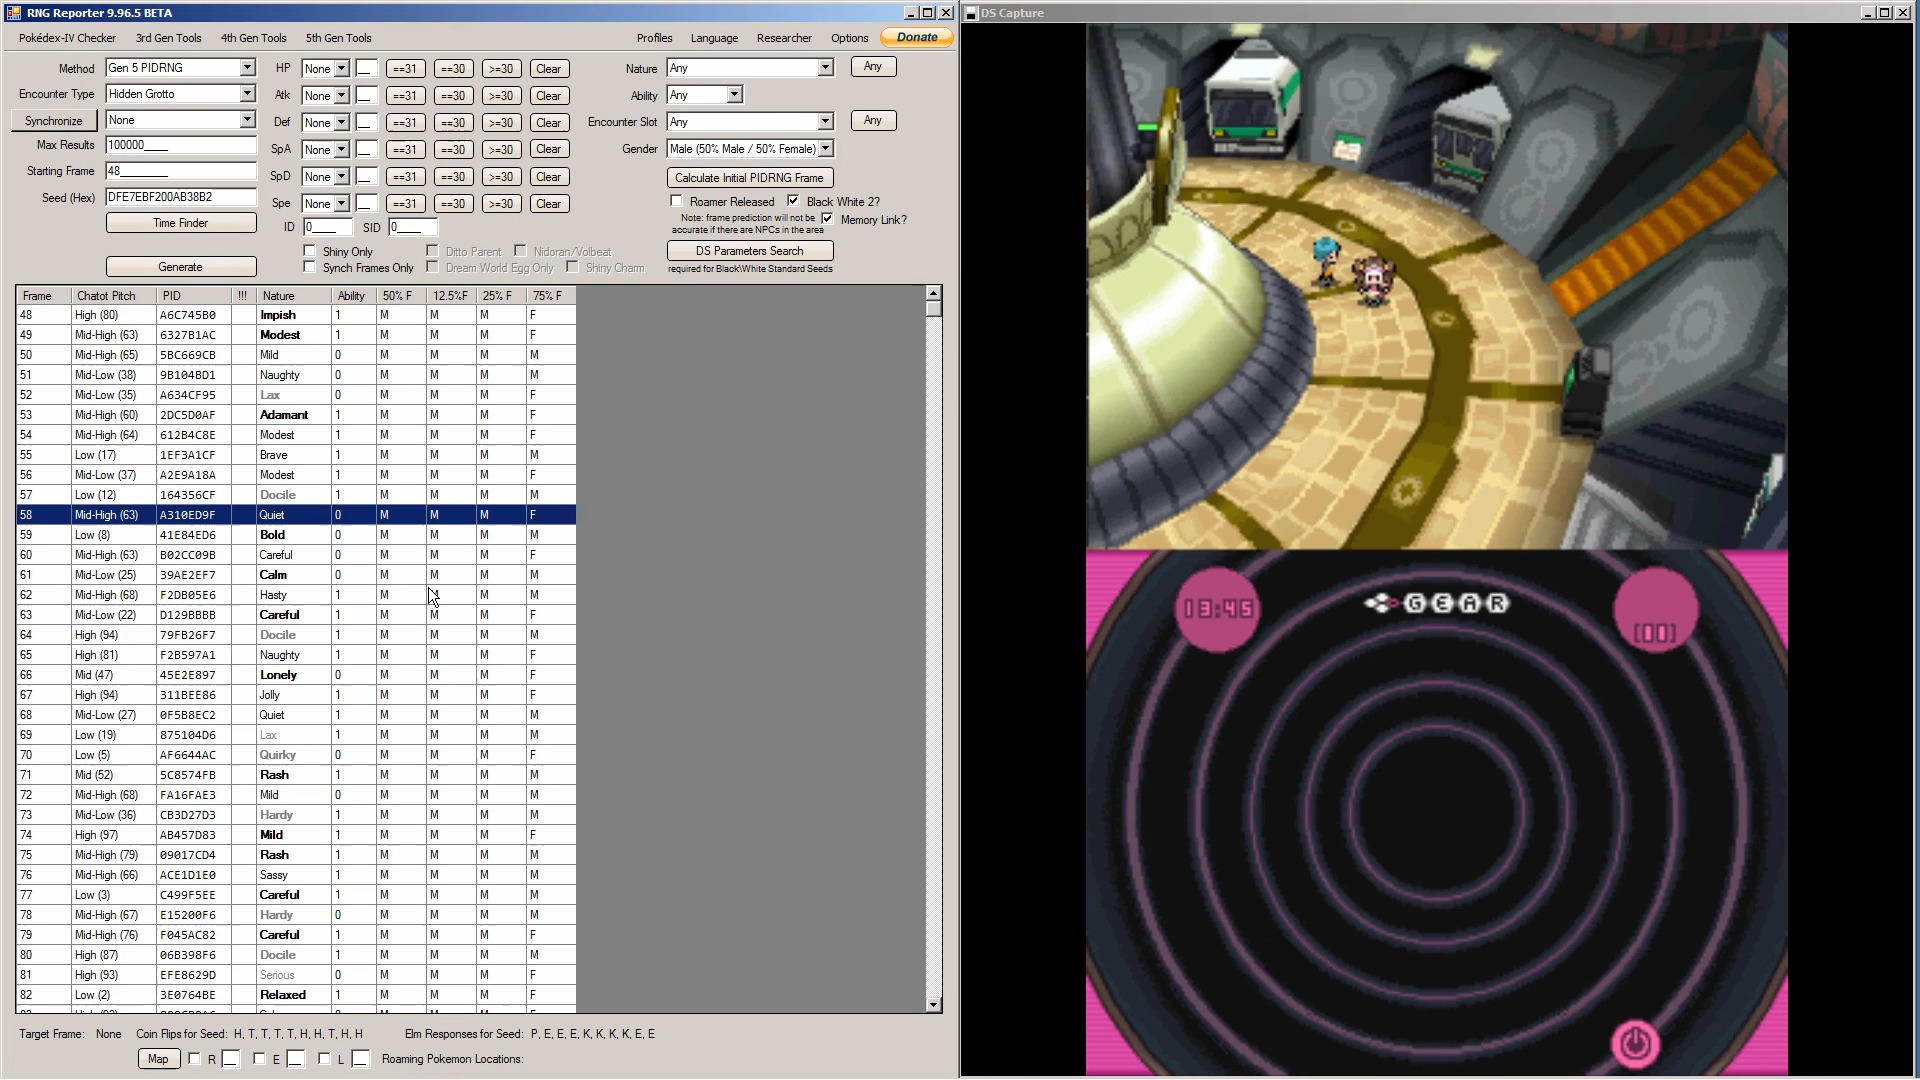 RNG Reporter 9.96.5 BETA
Pokédex-IV Checker 3rd Gen Tools 4th Gen Tools 5th Gen Tools Profiles Language Researcher Options Donate
Method Gen 5 PIDRNG
Encounter Type Hidden Grotto
Synchronize None
Max Results 100000____
Starting Frame 48________
Seed (Hex) DFE7EBF200AB38B2
Time Finder
Generate
HP None __ ==31 ==30 >=30 Clear
Atk None __ ==31 ==30 >=30 Clear
Def None __ ==31 ==30 >=30 Clear
SpA None __ ==31 ==30 >=30 Clear
SpD None __ ==31 ==30 >=30 Clear
Spe None __ ==31 ==30 >=30 Clear
ID 0____ SID 0____
Shiny Only Ditto Parent Nidoran/Volbeat
Synch Frames Only Dream World Egg Only Shiny Charm
Nature Any Any
Ability Any
Encounter Slot Any Any
Gender Male (50% Male / 50% Female)
Calculate Initial PIDRNG Frame
Roamer Released Black White 2?
Note: frame prediction will not be accurate if there are NPCs in the area Memory Link?
DS Parameters Search
required for Black\White Standard Seeds
Frame Chatot Pitch PID !!! Nature Ability 50% F 12.5%F 25% F 75% F
48 High (80) A6C745B0 Impish 1 M M M F
49 Mid-High (63) 6327B1AC Modest 1 M M M F
50 Mid-High (65) 5BC669CB Mild 0 M M M M
51 Mid-Low (38) 9B104BD1 Naughty 0 M M M M
52 Mid-Low (35) A634CF95 Lax 0 M M M F
53 Mid-High (60) 2DC5D0AF Adamant 1 M M M F
54 Mid-High (64) 612B4C8E Modest 1 M M M F
55 Low (17) 1EF3A1CF Brave 1 M M M M
56 Mid-Low (37) A2E9A18A Modest 1 M M M F
57 Low (12) 164356CF Docile 1 M M M M
58 Mid-High (63) A310ED9F Quiet 0 M M M F
59 Low (8) 41E84ED6 Bold 0 M M M M
60 Mid-High (63) B02CC09B Careful 0 M M M F
61 Mid-Low (25) 39AE2EF7 Calm 0 M M M M
62 Mid-High (68) F2DB05E6 Hasty 1 M M M M
63 Mid-Low (22) D129BBBB Careful 1 M M M F
64 High (94) 79FB26F7 Docile 1 M M M M
65 High (81) F2B597A1 Naughty 1 M M M M
66 Mid (47) 45E2E897 Lonely 0 M M M F
67 High (94) 311BEE86 Jolly 1 M M M F
68 Mid-Low (27) 0F5B8EC2 Quiet 1 M M M M
69 Low (19) 875104D6 Lax 1 M M M M
70 Low (5) AF6644AC Quirky 0 M M M F
71 Mid (52) 5C8574FB Rash 1 M M M M
72 Mid-High (68) FA16FAE3 Mild 0 M M M M
73 Mid-Low (36) CB3D27D3 Hardy 1 M M M M
74 High (97) AB457D83 Mild 1 M M M F
75 Mid-High (79) 09017CD4 Rash 1 M M M M
76 Mid-High (66) ACE1D1E0 Sassy 1 M M M M
77 Low (3) C499F5EE Careful 1 M M M M
78 Mid-High (67) E15200F6 Hardy 0 M M M M
79 Mid-High (76) F045AC82 Careful 1 M M M F
80 High (87) 06B398F6 Docile 1 M M M M
81 High (93) EFE8629D Serious 0 M M M F
82 Low (2) 3E0764BE Relaxed 1 M M M F
Target Frame: None Coin Flips for Seed: H, T, T, T, T, H, H, T, H, H Elm Responses for Seed: P, E, E, E, K, K, K, K, E, E
Map R __ E __ L __ Roaming Pokemon Locations:
DS Capture
13:45 GEAR